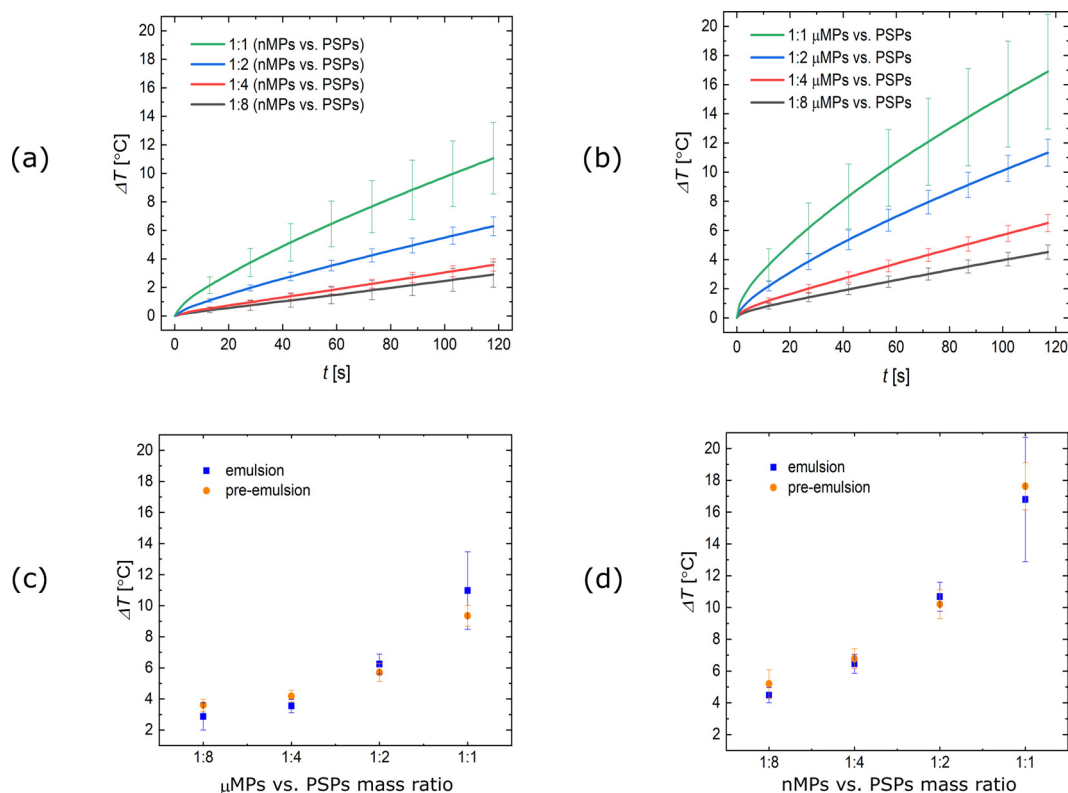 (a)
20
18
16
14
12
10
8
6
4
2
0
ΔT [°C]
1:1 (nMPs vs. PSPs)
1:2 (nMPs vs. PSPs)
1:4 (nMPs vs. PSPs)
1:8 (nMPs vs. PSPs)
0 20 40 60 80 100 120
t [s]
(b)
20
18
16
14
12
10
8
6
4
2
0
ΔT [°C]
1:1 μMPs vs. PSPs
1:2 μMPs vs. PSPs
1:4 μMPs vs. PSPs
1:8 μMPs vs. PSPs
0 20 40 60 80 100 120
t [s]
(c)
20
18
16
14
12
10
8
6
4
2
ΔT [°C]
emulsion
pre-emulsion
1:8 1:4 1:2 1:1
μMPs vs. PSPs mass ratio
(d)
20
18
16
14
12
10
8
6
4
2
ΔT [°C]
emulsion
pre-emulsion
1:8 1:4 1:2 1:1
nMPs vs. PSPs mass ratio